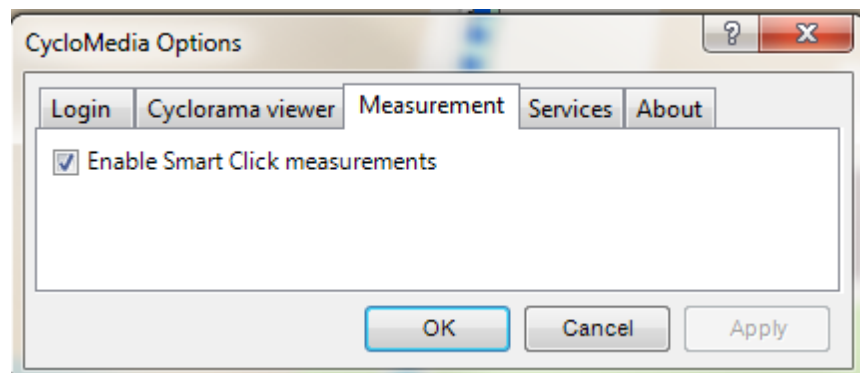 CycloMedia Options
Login Cyclorama viewer Measurement Services About
Enable Smart Click measurements
OK Cancel Apply